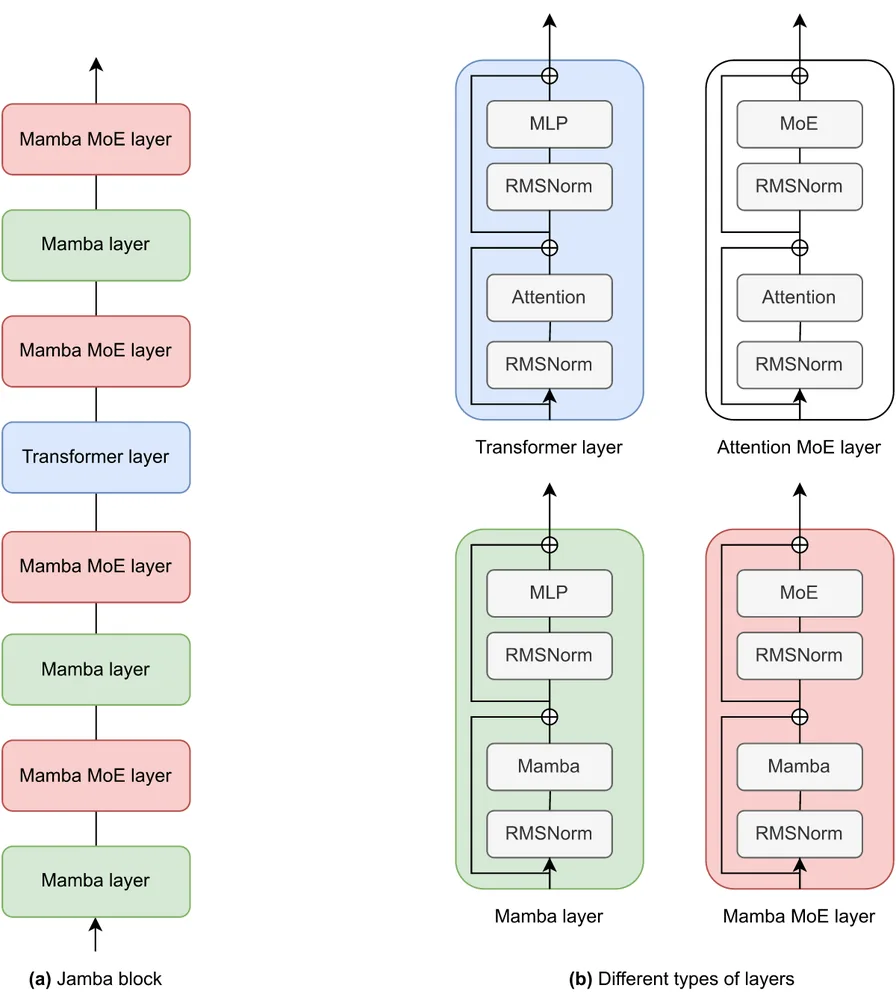 Mamba MoE layer
Mamba layer
Mamba MoE layer
Transformer layer
Mamba MoE layer
Mamba layer
Mamba MoE layer
Mamba layer
(a) Jamba block
MLP
RMSNorm
Attention
RMSNorm
Transformer layer
MoE
RMSNorm
Attention
RMSNorm
Attention MoE layer
MLP
RMSNorm
Mamba
RMSNorm
Mamba layer
MoE
RMSNorm
Mamba
RMSNorm
Mamba MoE layer
(b) Different types of layers